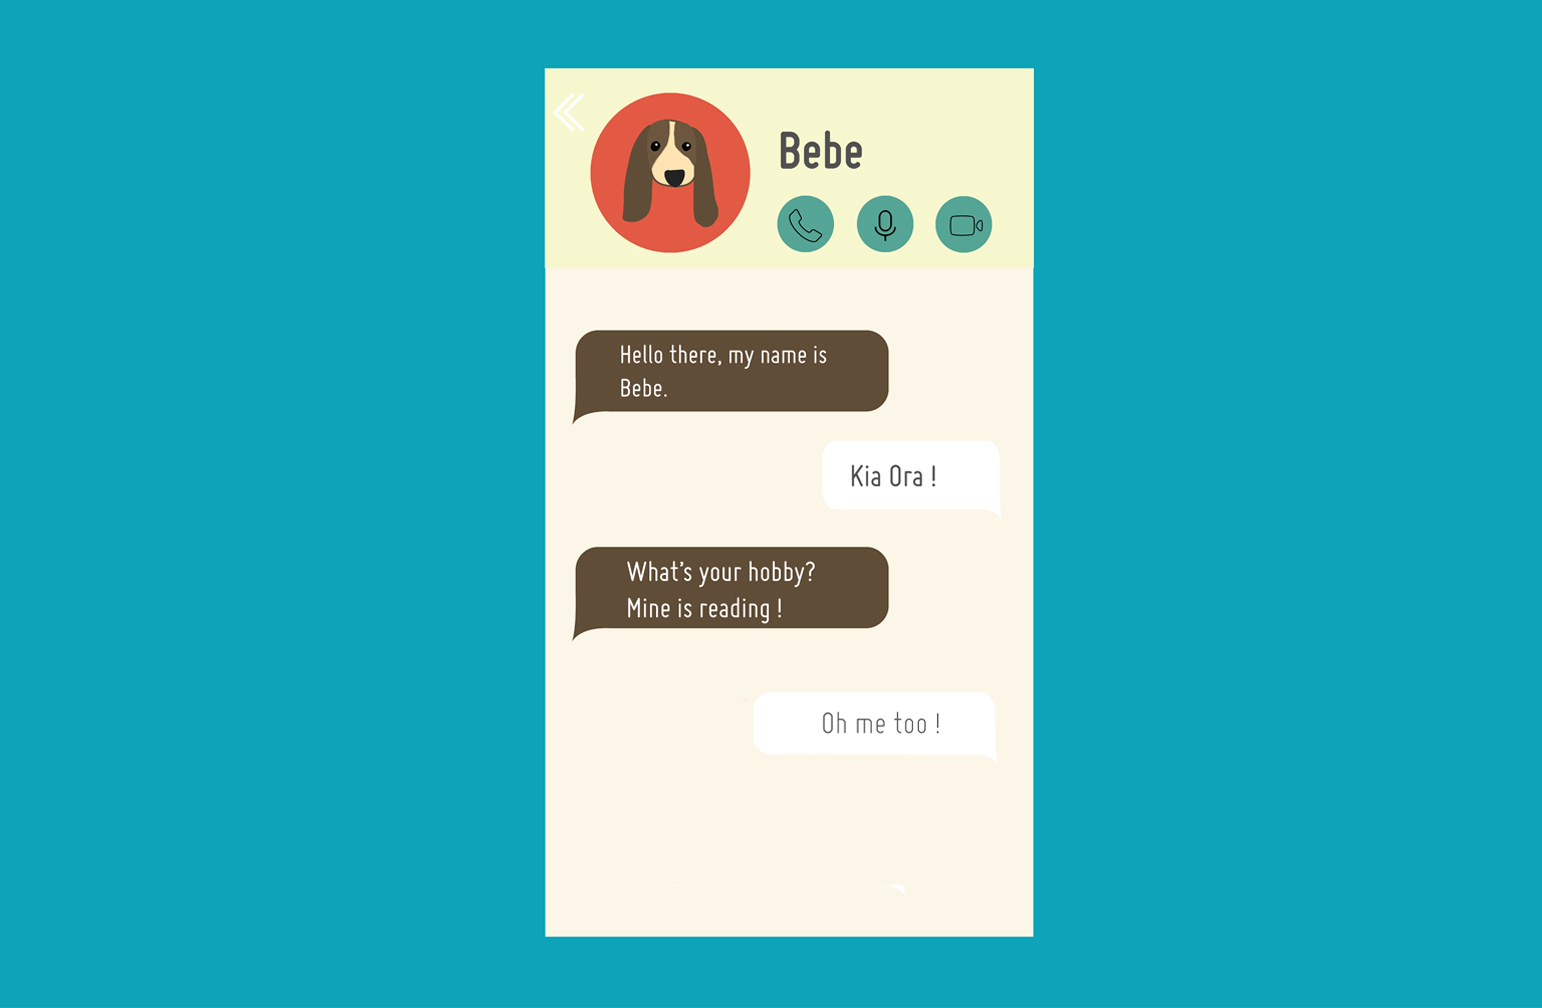 Bebe
Hello there, my name is
Bebe.
Kia Ora !
What's your hobby?
Mine is reading !
Oh me too !